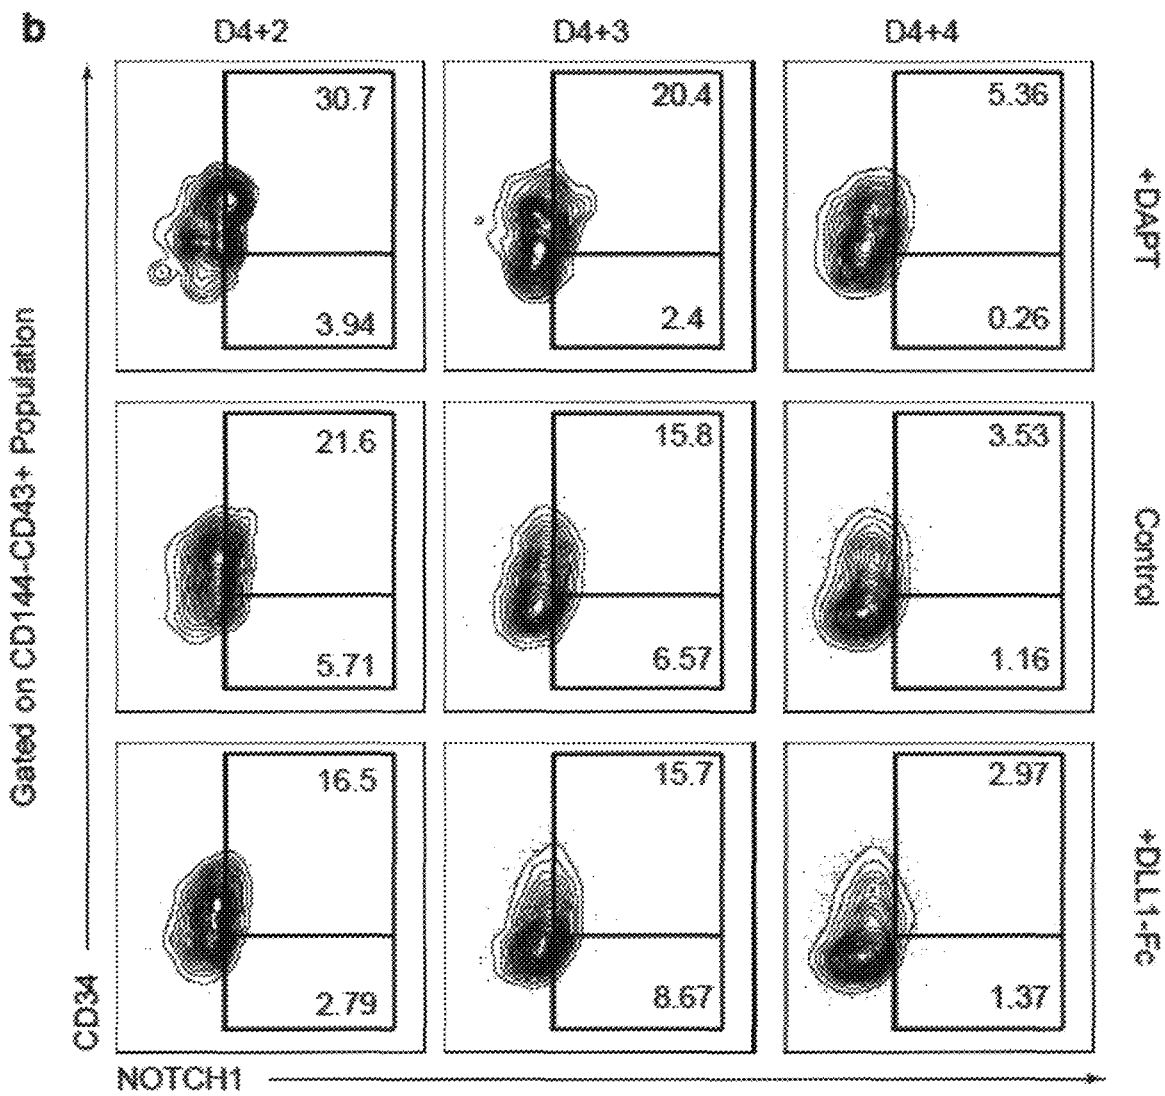 b
D4+2 D4+3 D4+4
30.7 20.4 5.36
3.94 2.4 0.26
+DAPT
21.6 15.8 3.53
5.71 6.57 1.16
Control
16.5 15.7 2.97
2.79 8.67 1.37
+DLL1-Fc
Gated on CD144-CD43+ Population
CD34
NOTCH1